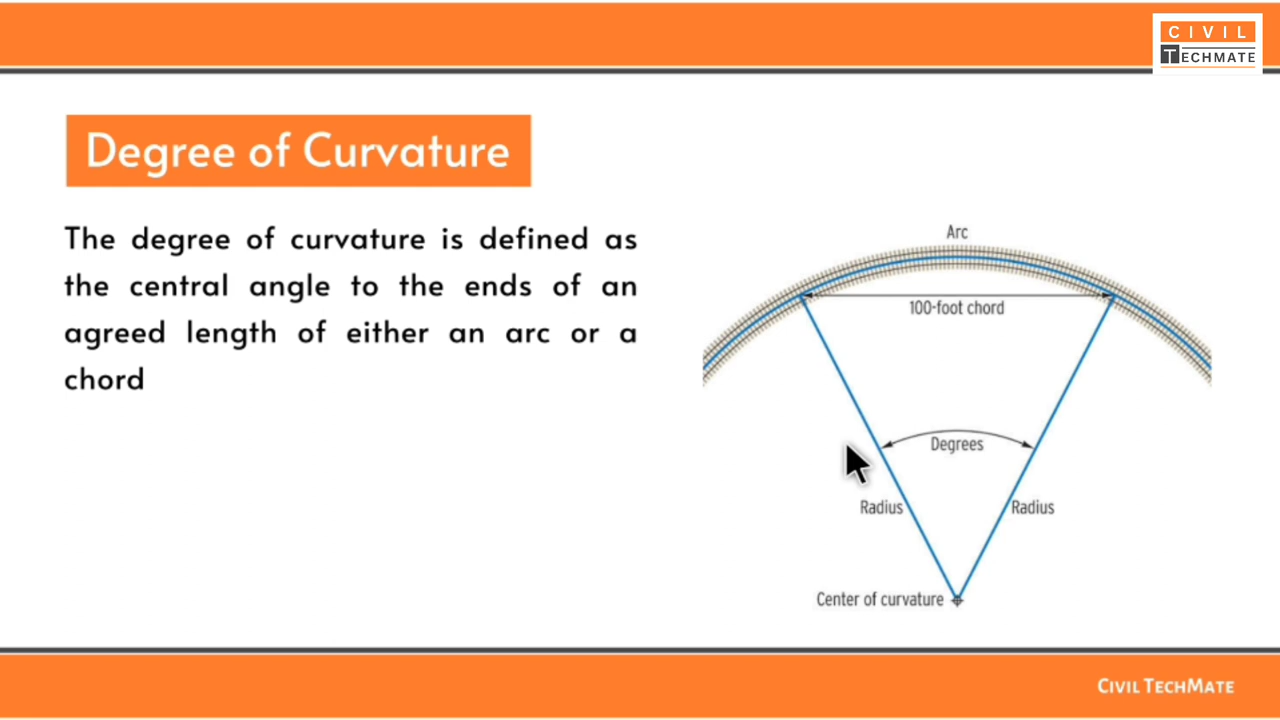 CIVIL
TECHMATE
Degree of Curvature
The degree of curvature is defined as
the central angle to the ends of an
agreed length of either an arc or a
chord
Arc
100-foot chord
Degrees
Radius
Radius
Center of curvature
CIVIL TECHMATE